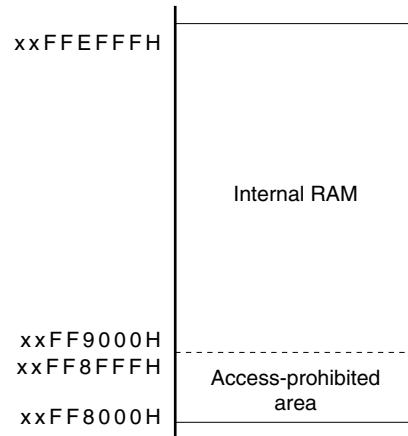 xxFFEFFFH
Internal RAM
xxFF9000H
xxFF8FFFH
Access-prohibited
area
xxFF8000H